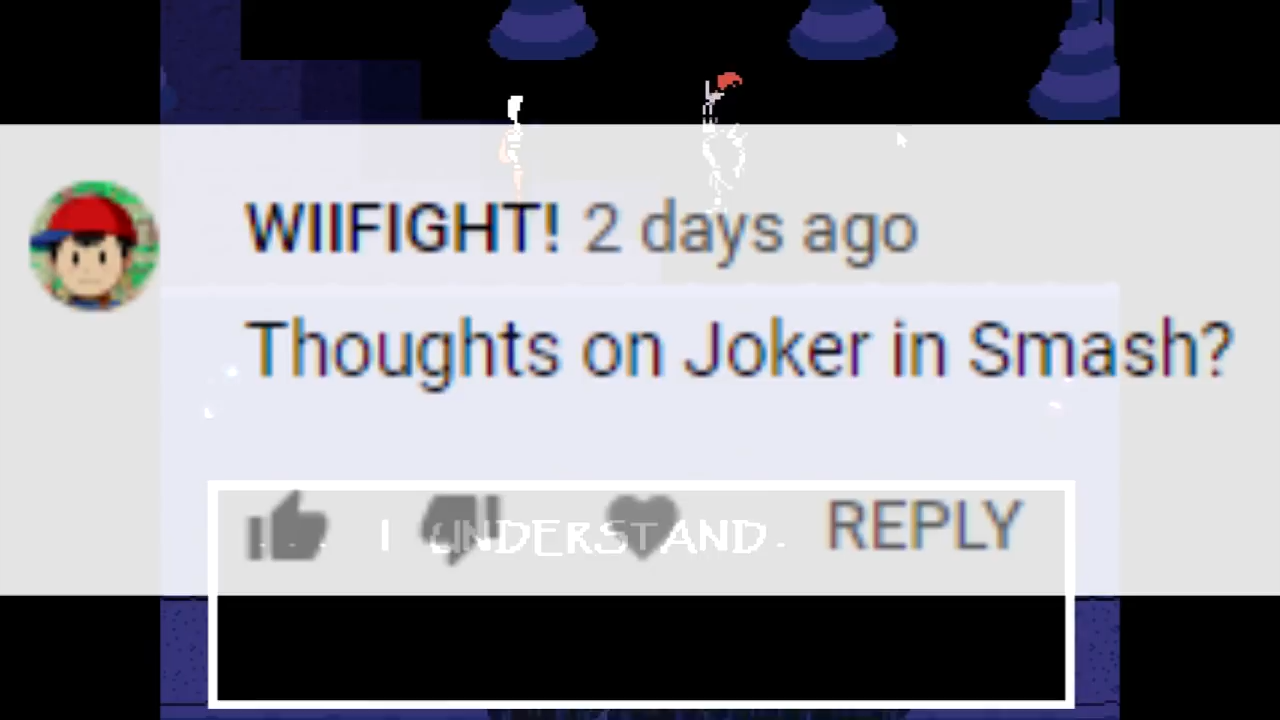 WIIFIGHT! 2 days ago
Thoughts on Joker in Smash?
REPLY
... I UNDERSTAND.